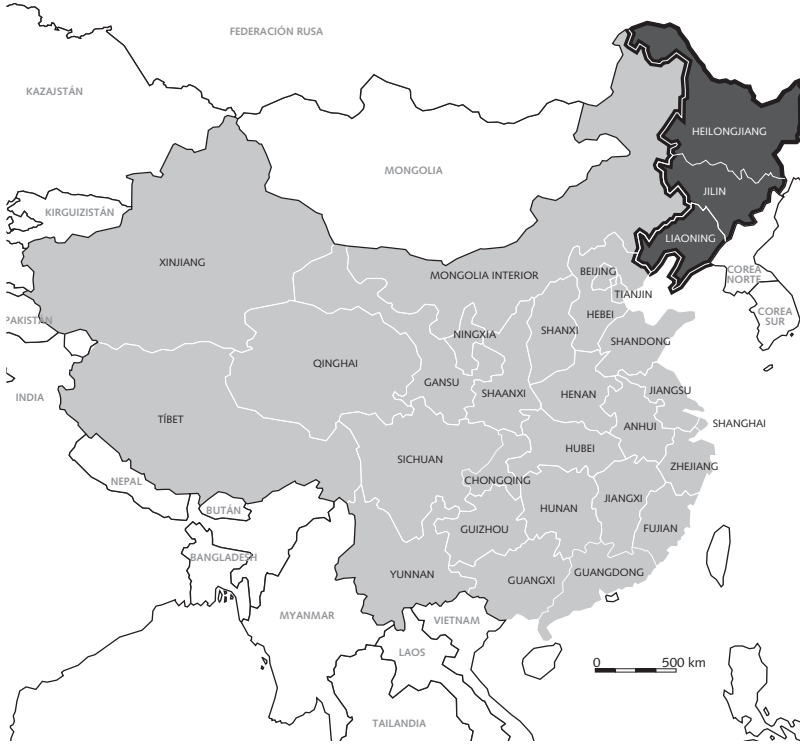 FEDERACIÓN RUSA
KAZAJSTÁN
HEILONGJIANG
MONGOLIA
JILIN
KIRGUIZISTÁN
LIAONING
XINJIANG
MONGOLIA INTERIOR
BEIJING
COREA
NORTE
TIANJIN
PAKISTÁN
HEBEI
COREA
SUR
NINGXIA
SHANXI
SHANDONG
QINGHAI
GANSU
SHAANXI
HENAN
JIANGSU
INDIA
TÍBET
ANHUI
SHANGHAI
SICHUAN
HUBEI
ZHEJIANG
NEPAL
CHONGQING
BUTÁN
HUNAN
JIANGXI
GUIZHOU
FUJIAN
BANGLADESH
YUNNAN
GUANGXI
GUANGDONG
MYANMAR
VIETNAM
LAOS
0 500 km
TAILANDIA